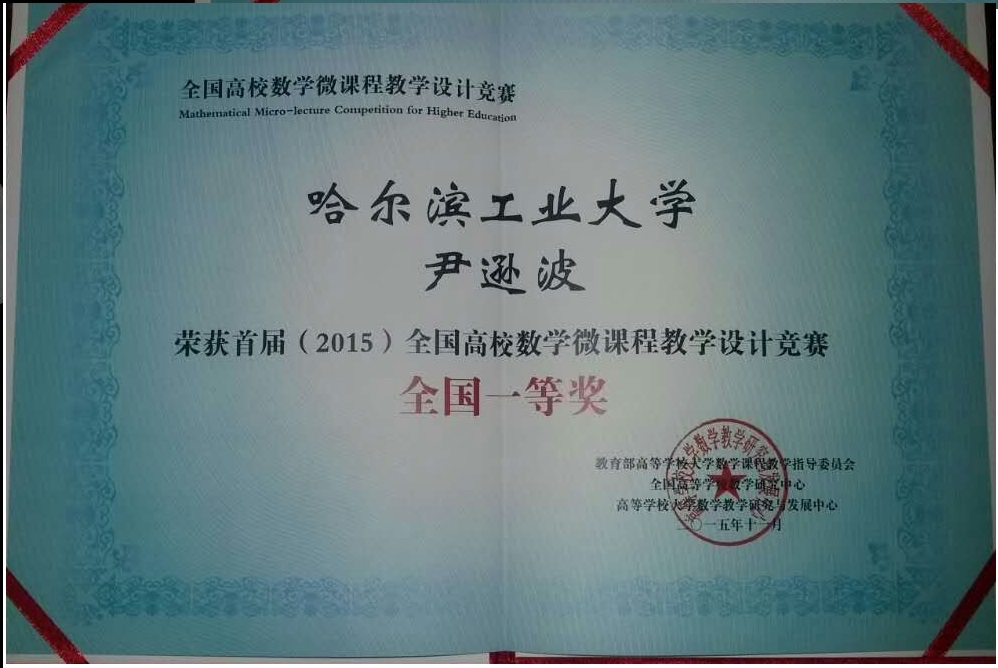 全国高校数学微课程教学设计竞赛
Mathematical Micro-lecture Competition for Higher Education
哈尔滨工业大学
尹逊波
荣获首届（2015）全国高校数学微课程教学设计竞赛
全国一等奖
教育部高等学校大学数学课程教学指导委员会
全国高等学校教学研究中心
高等学校大学数学教学研究与发展中心
二〇一五年十一月